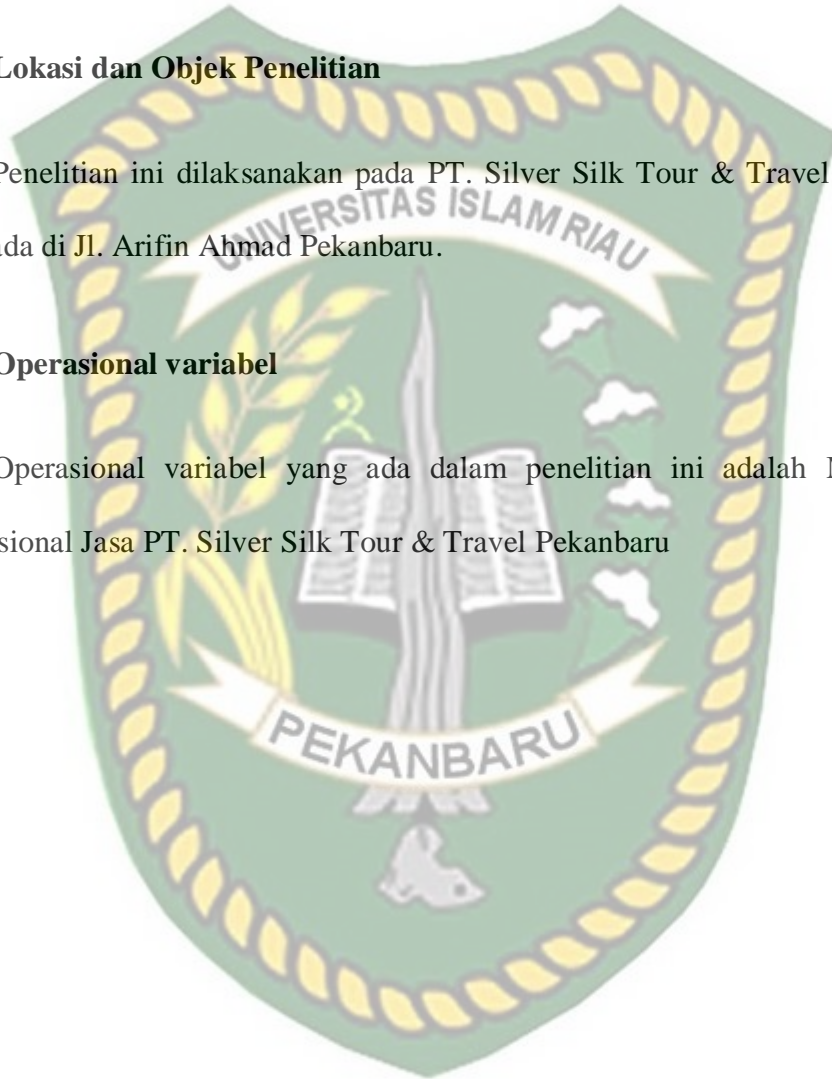 Lokasi dan Objek Penelitian
Penelitian ini dilaksanakan pada PT. Silver Silk Tour & Travel
ada di Jl. Arifin Ahmad Pekanbaru.
UNIVERSITAS ISLAM RIAU
Operasional variabel
Operasional variabel yang ada dalam penelitian ini adalah
sional Jasa PT. Silver Silk Tour & Travel Pekanbaru
PEKANBARU